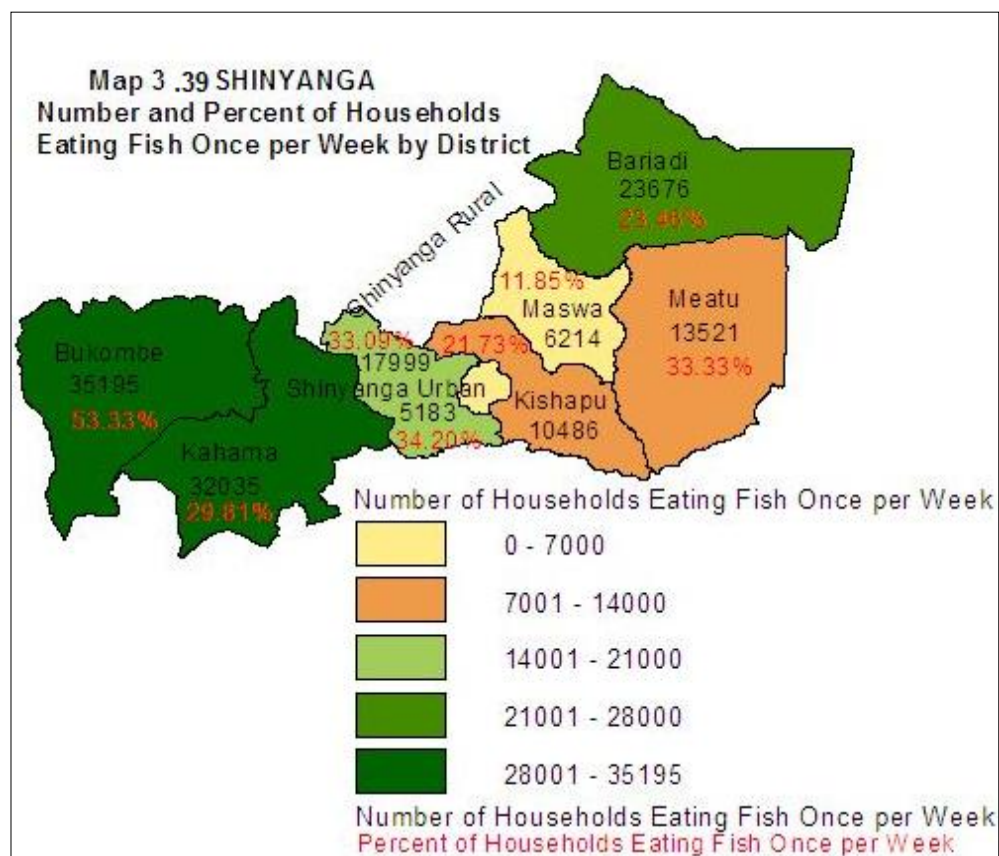 Map 3 .39 SHINYANGA
Number and Percent of Households
Eating Fish Once per Week by District
Bariadi
23676
23.46%
Shinyanga Rural
11.85%
Maswa
6214
Meatu
13521
33.33%
33.09%
17999
21.73%
Bukombe
35195
53.33%
Shinyanga Urban
5183
34.20%
Kishapu
10486
Kahama
32035
29.81%
Number of Households Eating Fish Once per Week
0 - 7000
7001 - 14000
14001 - 21000
21001 - 28000
28001 - 35195
Number of Households Eating Fish Once per Week
Percent of Households Eating Fish Once per Week